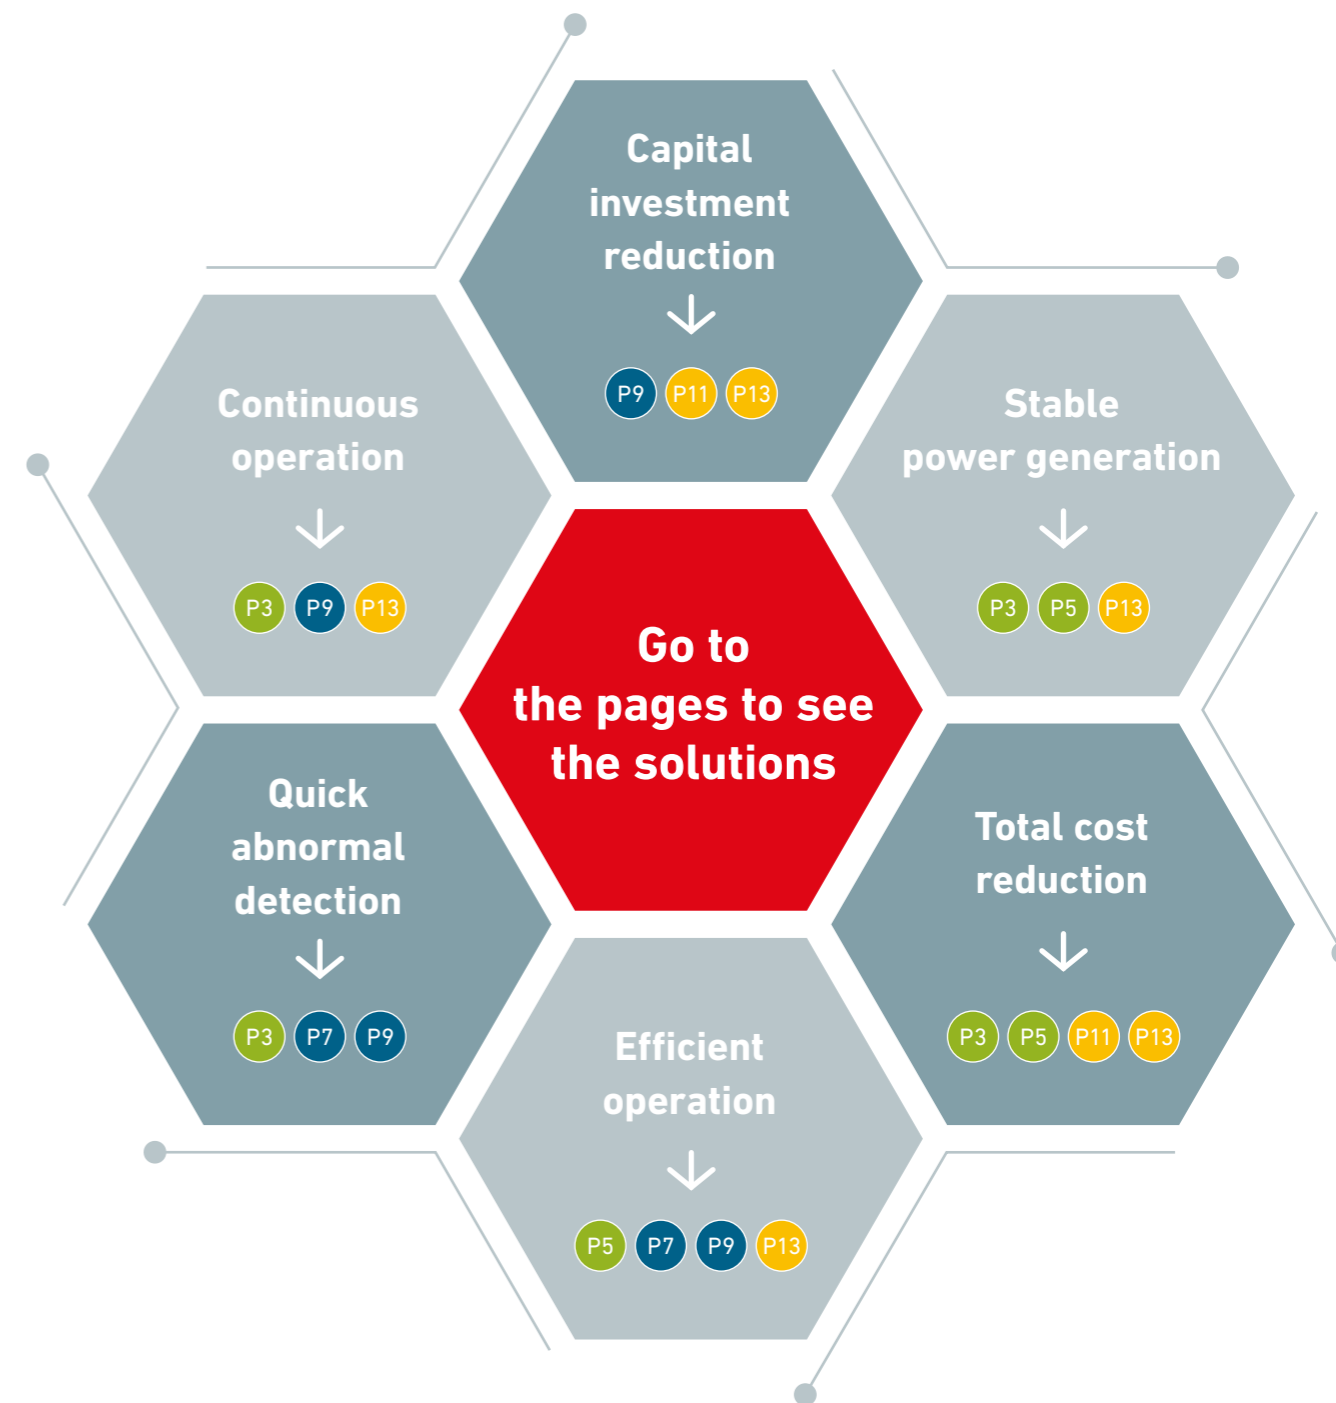 Capital
investment
reduction
P9 P11 P13
Continuous
operation
P3 P9 P13
Stable
power generation
P3 P5 P13
Go to
the pages to see
the solutions
Quick
abnormal
detection
P3 P7 P9
Total cost
reduction
P3 P5 P11 P13
Efficient
operation
P5 P7 P9 P13